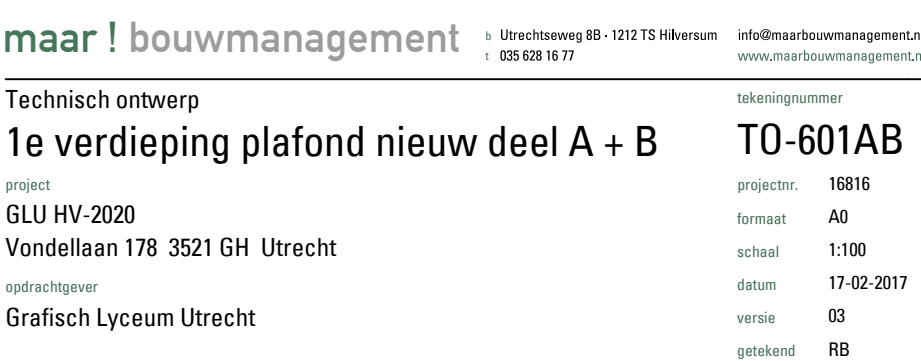 maar ! bouwmanagement
b Utrechtseweg 8B · 1212 TS Hilversum
t 035 628 16 77
info@maarbouwmanagement.n
www.maarbouwmanagement.n
Technisch ontwerp
1e verdieping plafond nieuw deel A + B
project
GLU HV-2020
Vondellaan 178 3521 GH Utrecht
opdrachtgever
Grafisch Lyceum Utrecht
tekeningnummer
TO-601AB
projectnr. 16816
formaat A0
schaal 1:100
datum 17-02-2017
versie 03
getekend RB